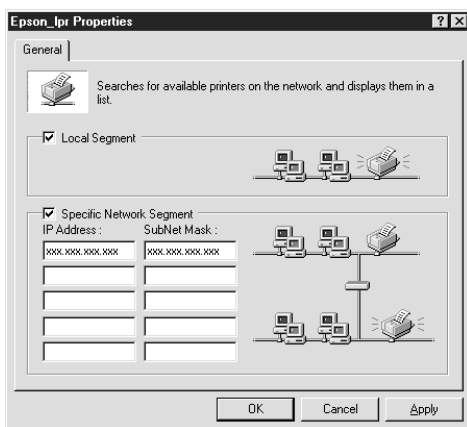 Epson_lpr Properties
General
Searches for available printers on the network and displays them in a
list.
Local Segment
Specific Network Segment
IP Address : SubNet Mask :
xxx.xxx.xxx.xxx xxx.xxx.xxx.xxx
OK Cancel Apply